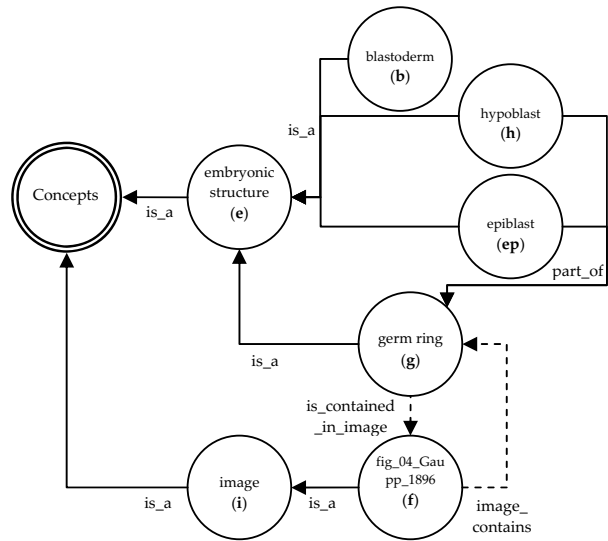 blastoderm
(b)
is_a
hypoblast
(h)
Concepts
is_a
embryonic
structure
(e)
epiblast
(ep)
part_of
germ ring
(g)
is_a
is_contained
_in_image
fig_04_Gau
pp_1896
(f)
image
(i)
is_a
is_a
image_
contains